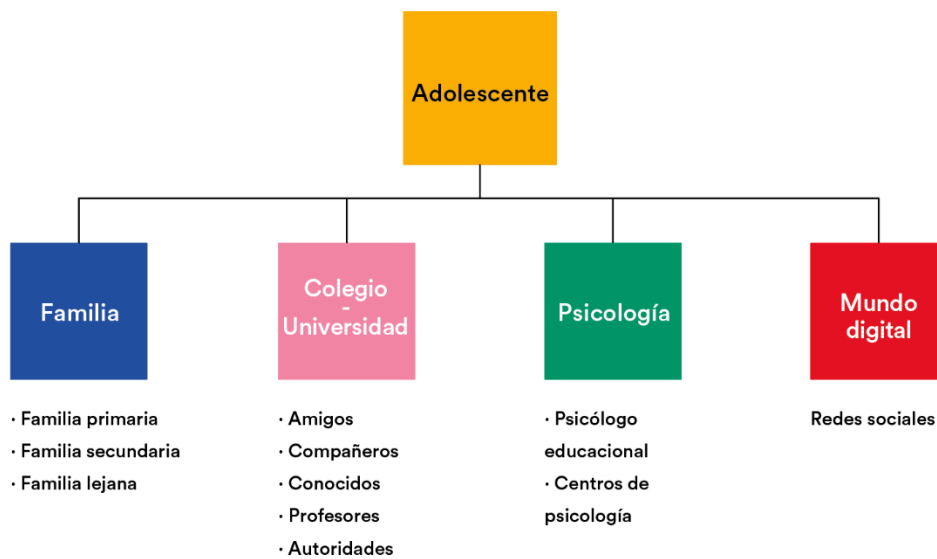 Adolescente
Familia
Colegio
-
Universidad
Psicología
Mundo
digital
· Familia primaria
· Familia secundaria
· Familia lejana
· Amigos
· Compañeros
· Conocidos
· Profesores
· Autoridades
· Psicólogo
educacional
· Centros de
psicología
Redes sociales